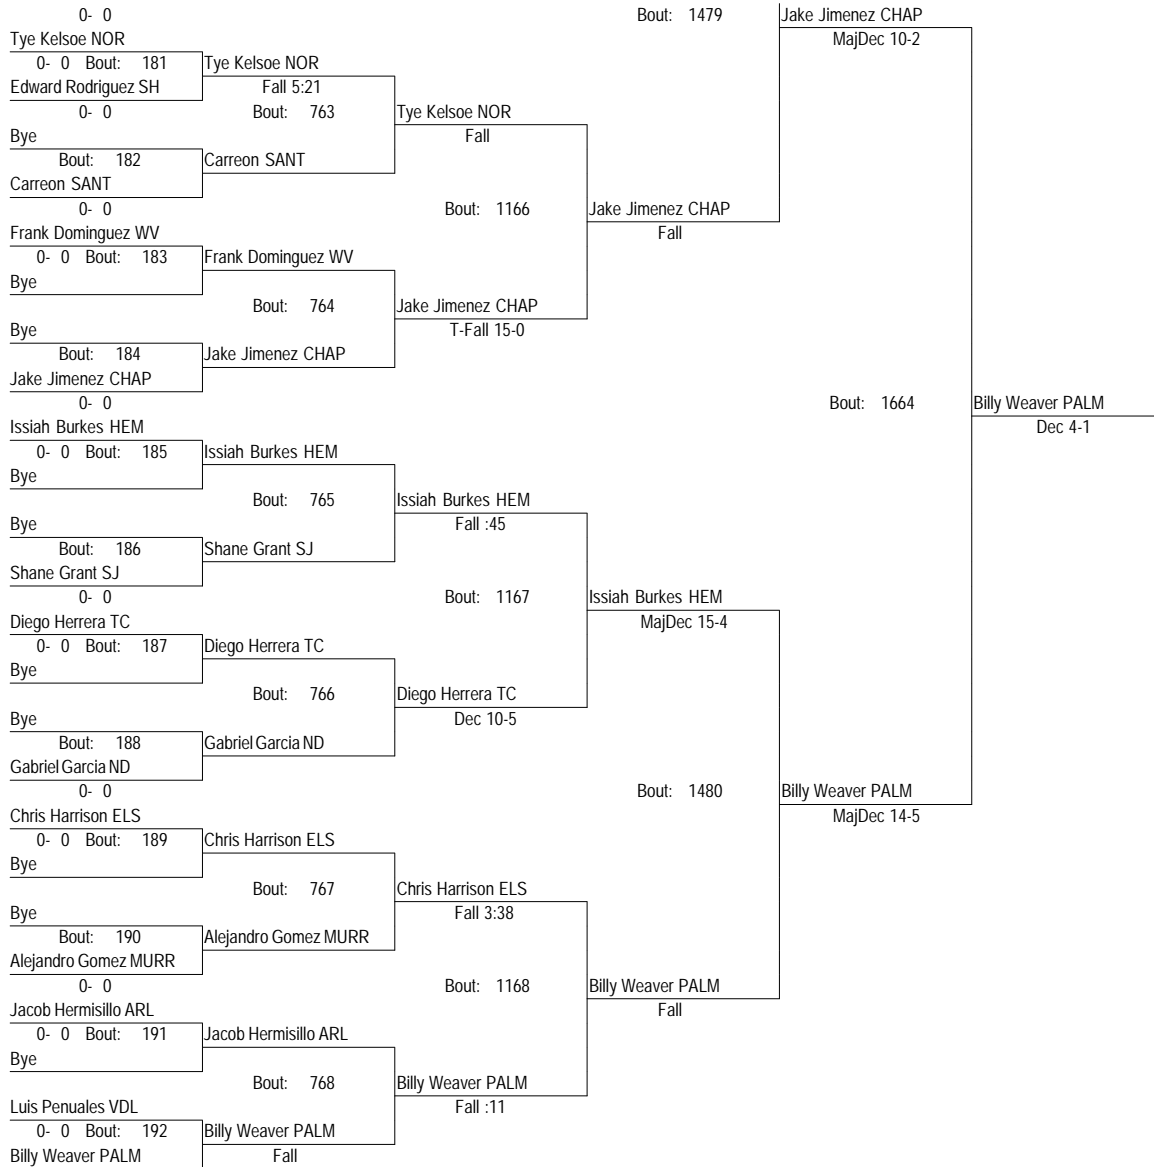 0- 0 Bout: 1479 Jake Jimenez CHAP
Tye Kelsoe NOR MajDec 10-2
0- 0 Bout: 181 Tye Kelsoe NOR
Edward Rodriguez SH Fall 5:21
0- 0 Bout: 763 Tye Kelsoe NOR
Bye Fall
Bout: 182 Carreon SANT
Carreon SANT
0- 0 Bout: 1166 Jake Jimenez CHAP
Frank Dominguez WV Fall
0- 0 Bout: 183 Frank Dominguez WV
Bye
Bout: 764 Jake Jimenez CHAP
Bye T-Fall 15-0
Bout: 184 Jake Jimenez CHAP
Jake Jimenez CHAP
0- 0 Bout: 1664 Billy Weaver PALM
Issiah Burkes HEM Dec 4-1
0- 0 Bout: 185 Issiah Burkes HEM
Bye
Bout: 765 Issiah Burkes HEM
Bye Fall :45
Bout: 186 Shane Grant SJ
Shane Grant SJ
0- 0 Bout: 1167 Issiah Burkes HEM
Diego Herrera TC MajDec 15-4
0- 0 Bout: 187 Diego Herrera TC
Bye
Bout: 766 Diego Herrera TC
Bye Dec 10-5
Bout: 188 Gabriel Garcia ND
Gabriel Garcia ND
0- 0 Bout: 1480 Billy Weaver PALM
Chris Harrison ELS MajDec 14-5
0- 0 Bout: 189 Chris Harrison ELS
Bye
Bout: 767 Chris Harrison ELS
Bye Fall 3:38
Bout: 190 Alejandro Gomez MURR
Alejandro Gomez MURR
0- 0 Bout: 1168 Billy Weaver PALM
Jacob Hermisillo ARL Fall
0- 0 Bout: 191 Jacob Hermisillo ARL
Bye
Bout: 768 Billy Weaver PALM
Luis Penuales VDL Fall :11
0- 0 Bout: 192 Billy Weaver PALM
Billy Weaver PALM Fall